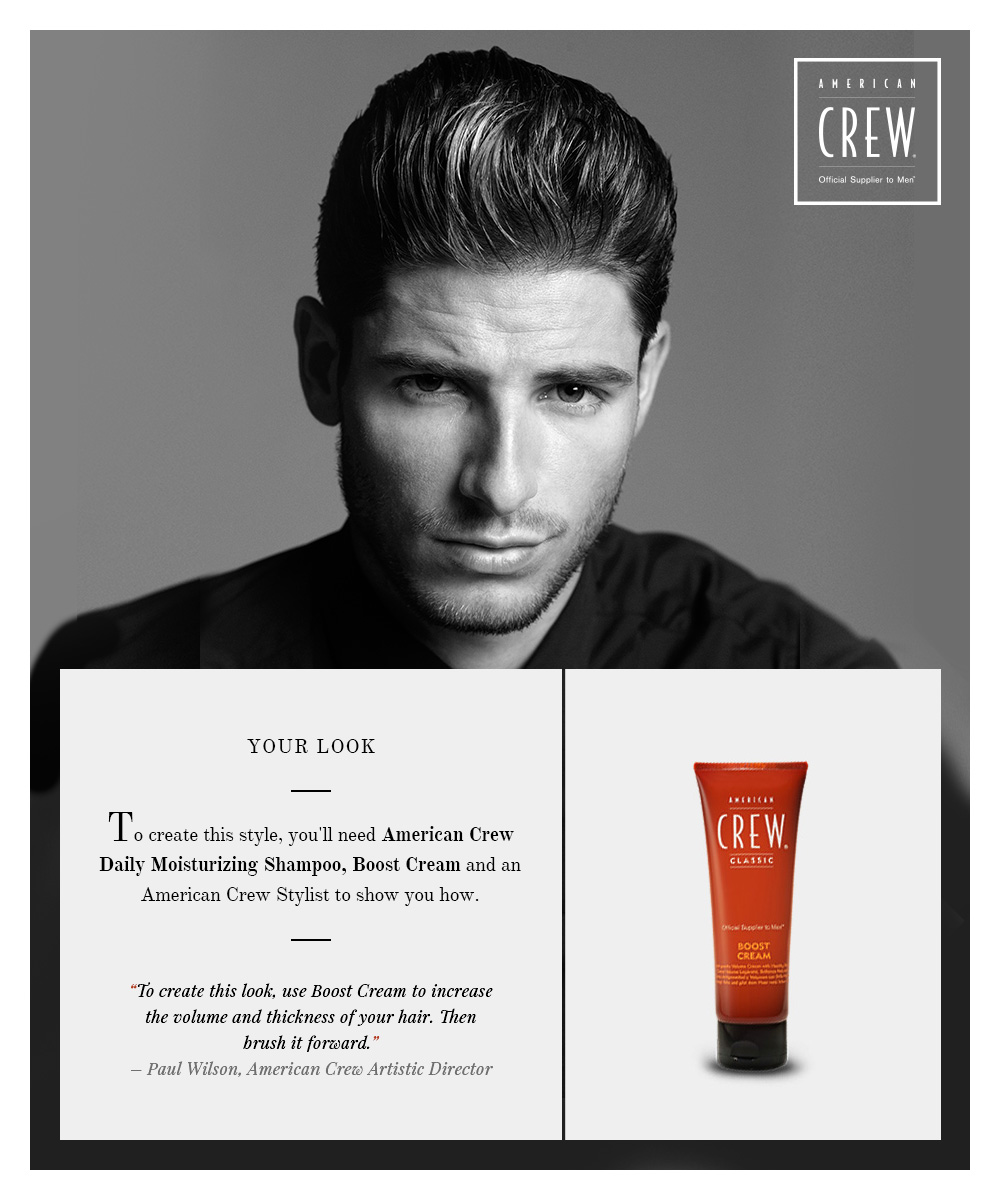 AMERICAN
CREW
Official Supplier to Men®
YOUR LOOK
To create this style, you'll need American Crew
Daily Moisturizing Shampoo, Boost Cream and an
American Crew Stylist to show you how.
“To create this look, use Boost Cream to increase
the volume and thickness of your hair. Then
brush it forward.”
– Paul Wilson, American Crew Artistic Director
AMERICAN
CREW®
CLASSIC
Official Supplier to Men®
BOOST
CREAM